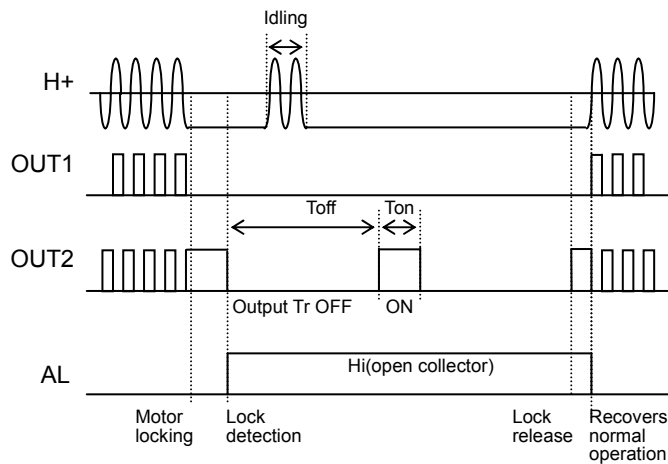 Idling
H+
OUT1
Toff Ton
OUT2
Output Tr OFF ON
Hi(open collector)
AL
Motor
locking
Lock
detection
Lock
release
Recovers
normal
operation